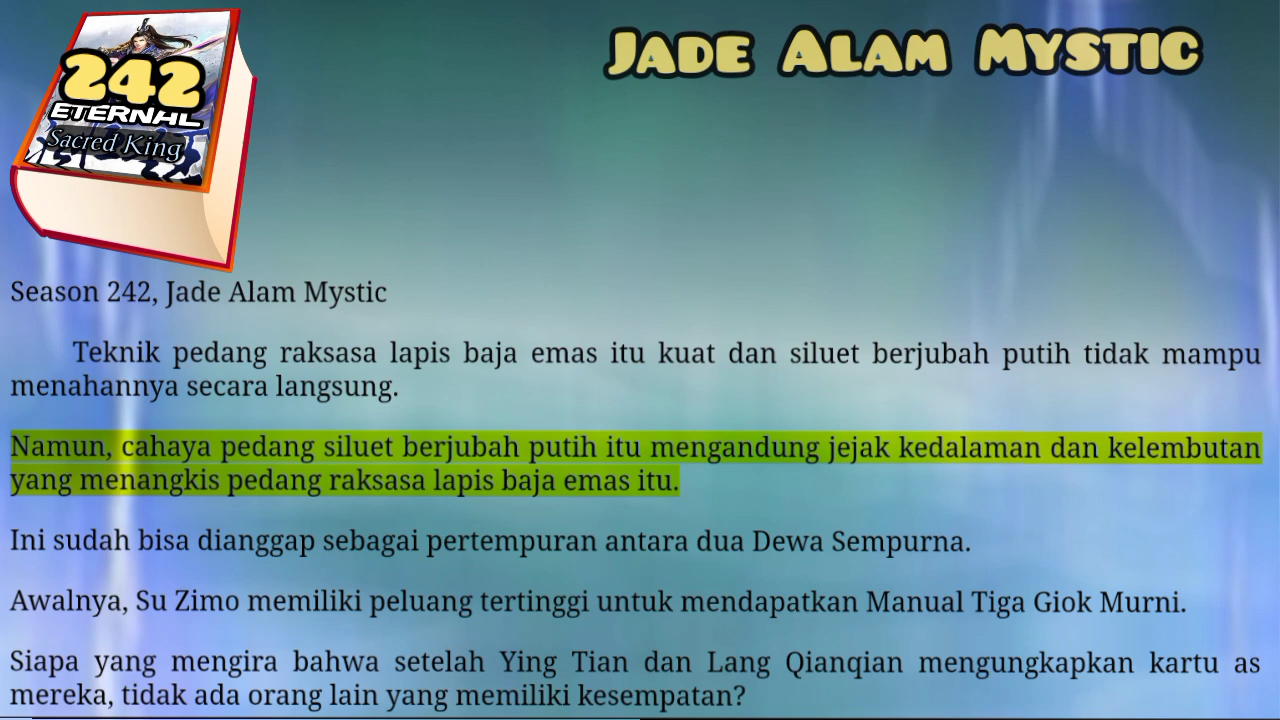 242
ETERNAL
Sacred King
Jade Alam Mystic
Season 242, Jade Alam Mystic
Teknik pedang raksasa lapis baja emas itu kuat dan siluet berjubah putih tidak mampu
menahannya secara langsung.
Namun, cahaya pedang siluet berjubah putih itu mengandung jejak kedalaman dan kelembutan
yang menangkis pedang raksasa lapis baja emas itu.
Ini sudah bisa dianggap sebagai pertempuran antara dua Dewa Sempurna.
Awalnya, Su Zimo memiliki peluang tertinggi untuk mendapatkan Manual Tiga Giok Murni.
Siapa yang mengira bahwa setelah Ying Tian dan Lang Qianqian mengungkapkan kartu as
mereka, tidak ada orang lain yang memiliki kesempatan?